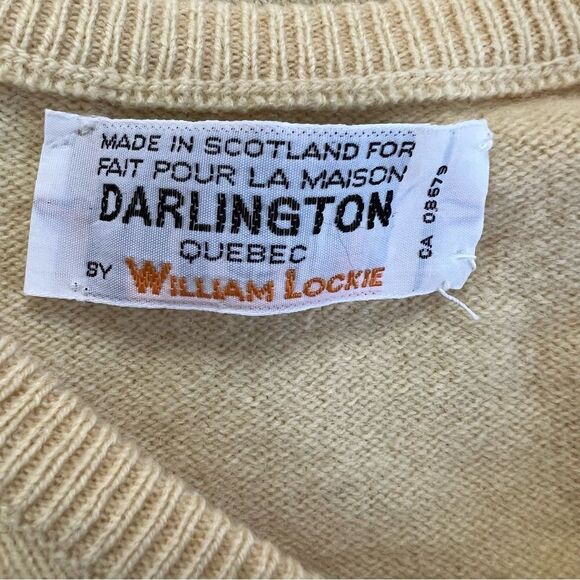 MADE IN SCOTLAND FOR
FAIT POUR LA MAISON
DARLINGTON
QUEBEC
BY WILLIAM LOCKIE
CA 08679